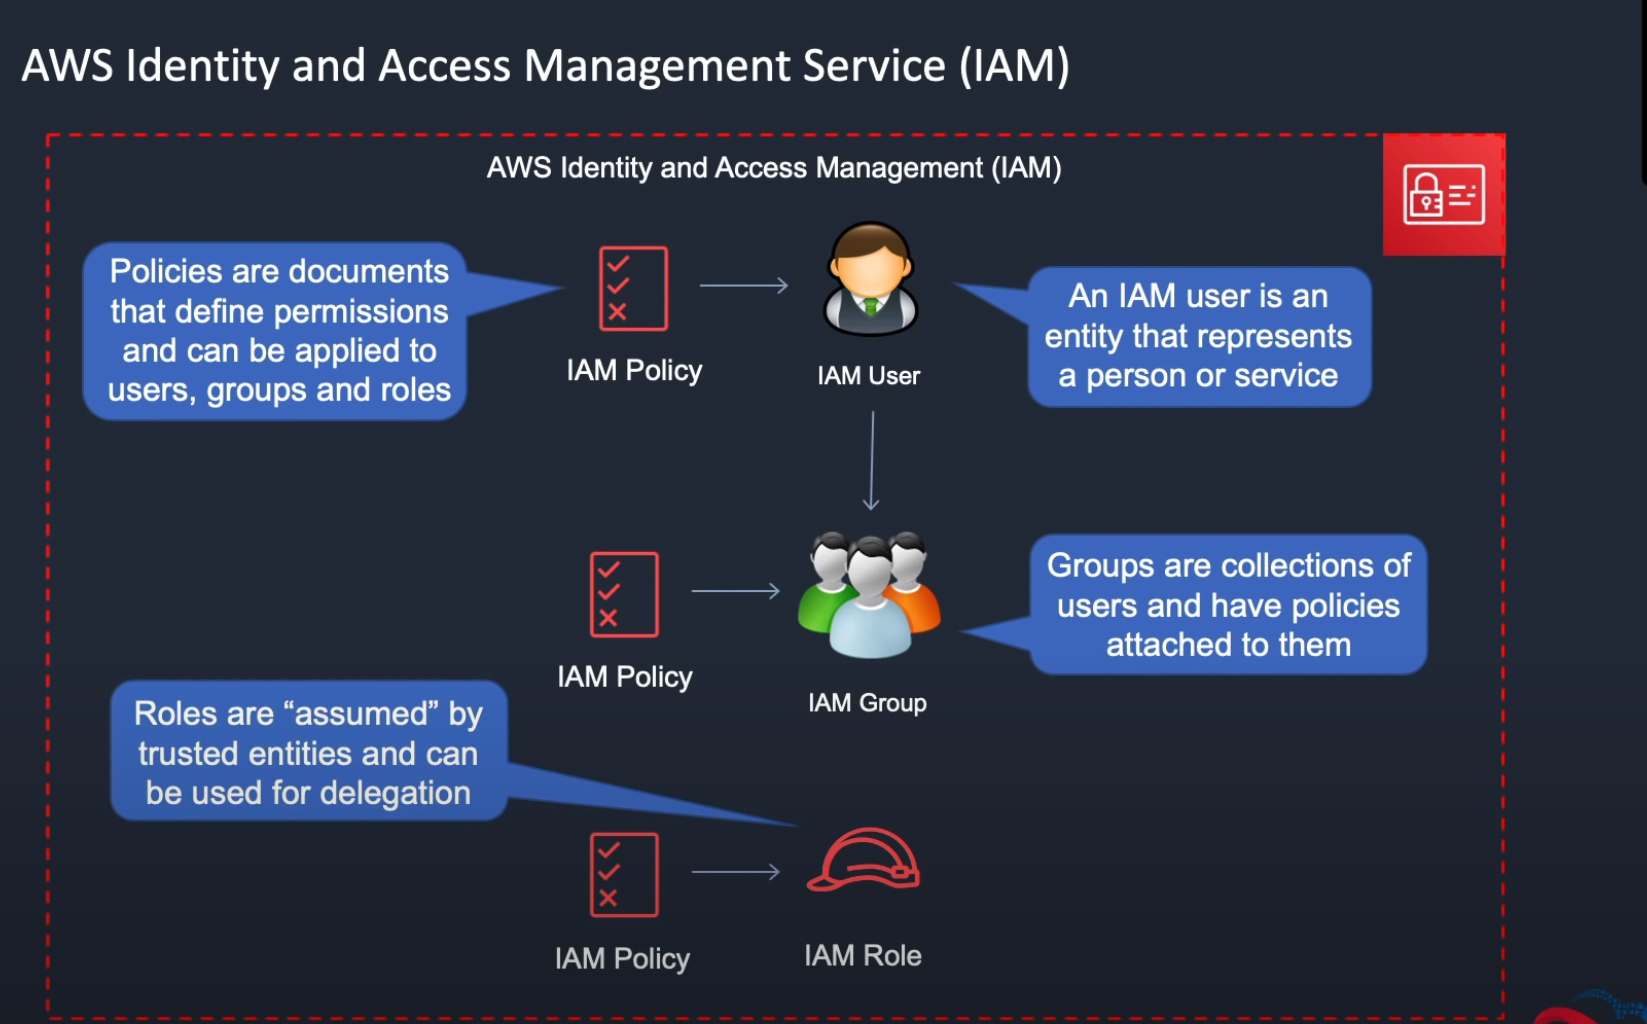 AWS Identity and Access Management Service (IAM)
AWS Identity and Access Management (IAM)
Policies are documents
that define permissions
and can be applied to
users, groups and roles
IAM Policy
IAM User
An IAM user is an
entity that represents
a person or service
IAM Policy
IAM Group
Groups are collections of
users and have policies
attached to them
Roles are “assumed” by
trusted entities and can
be used for delegation
IAM Policy
IAM Role